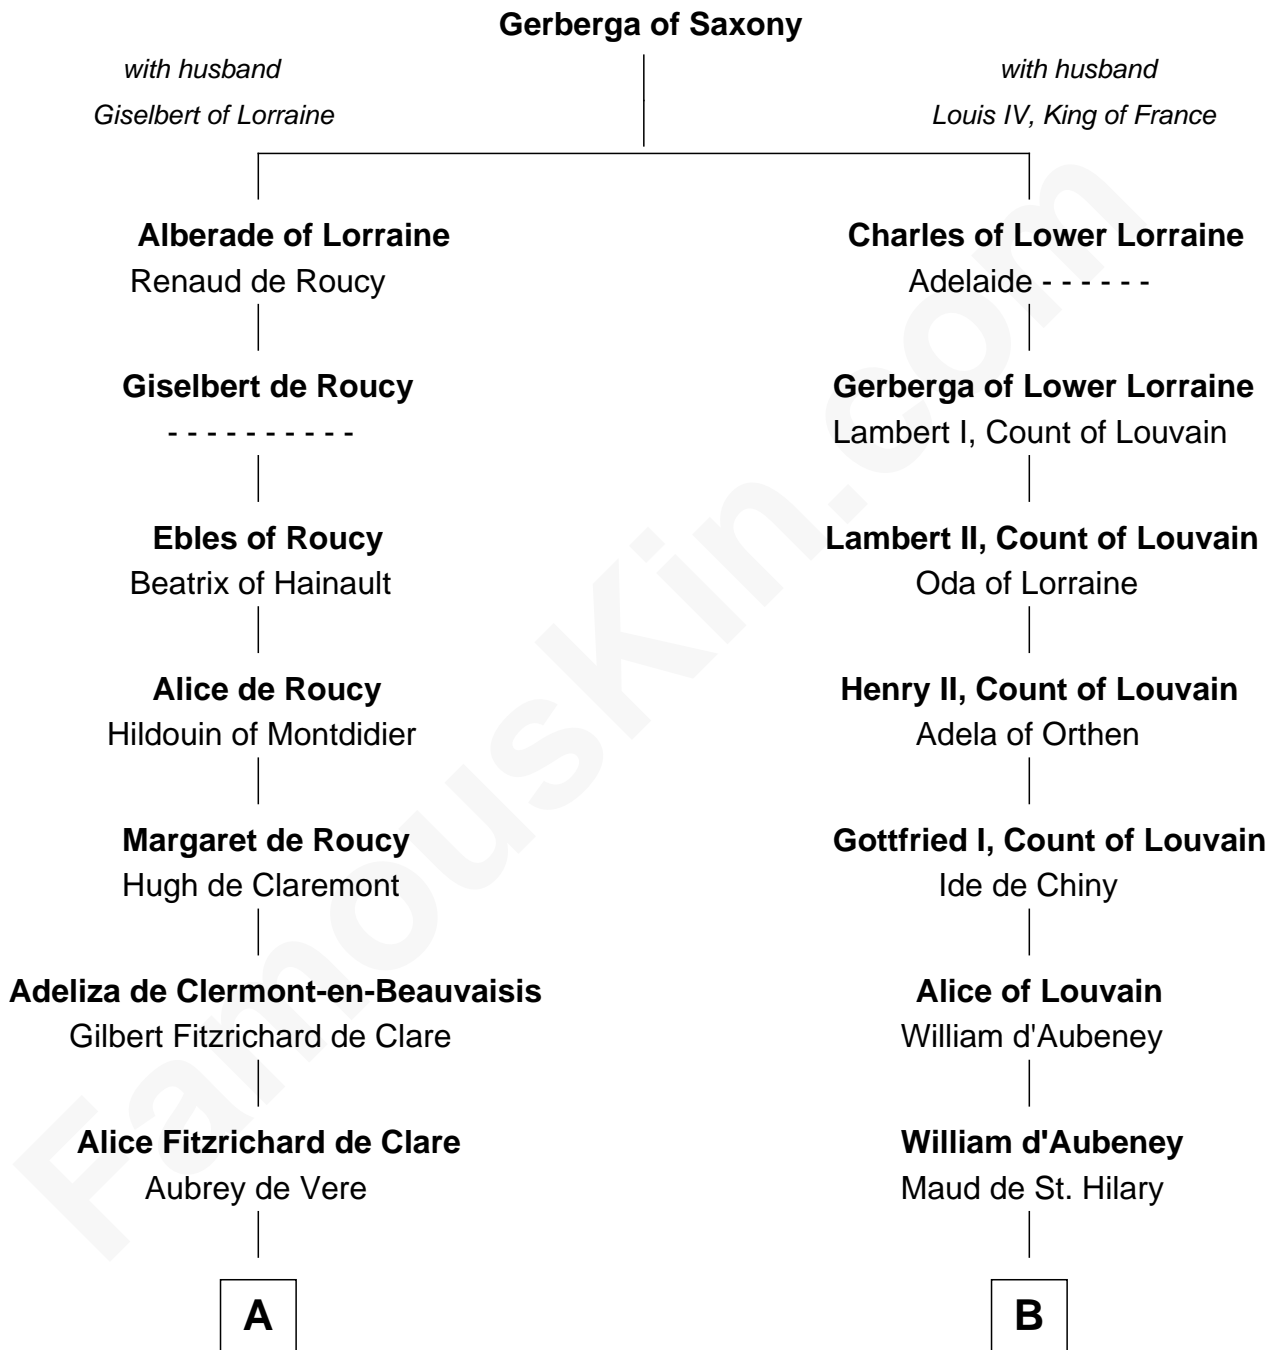 Gerberga of Saxony
with husband
Giselbert of Lorraine
with husband
Louis IV, King of France
Alberade of Lorraine
Renaud de Roucy
Charles of Lower Lorraine
Adelaide - - - - - -
Giselbert de Roucy
- - - - - - - - - -
Gerberga of Lower Lorraine
Lambert I, Count of Louvain
Ebles of Roucy
Beatrix of Hainault
Lambert II, Count of Louvain
Oda of Lorraine
Alice de Roucy
Hildouin of Montdidier
Henry II, Count of Louvain
Adela of Orthen
Margaret de Roucy
Hugh de Claremont
Gottfried I, Count of Louvain
Ide de Chiny
Adeliza de Clermont-en-Beauvaisis
Gilbert Fitzrichard de Clare
Alice of Louvain
William d'Aubeney
Alice Fitzrichard de Clare
Aubrey de Vere
William d'Aubeney
Maud de St. Hilary
A
B
FamousKin.com